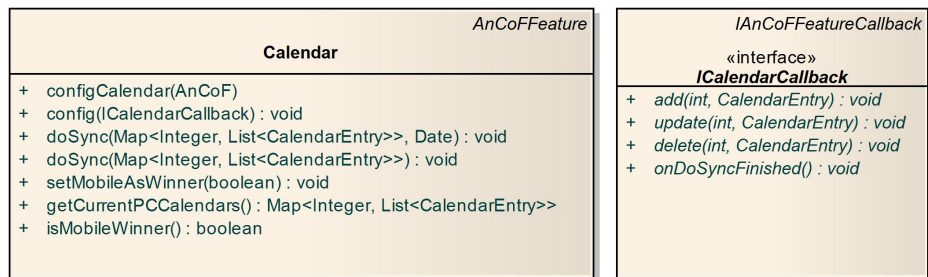 AnCoFFeature
Calendar
+ configCalendar(AnCoF)
+ config(ICalendarCallback) : void
+ doSync(Map<Integer, List<CalendarEntry>>, Date) : void
+ doSync(Map<Integer, List<CalendarEntry>>) : void
+ setMobileAsWinner(boolean) : void
+ getCurrentPCCalendars() : Map<Integer, List<CalendarEntry>>
+ isMobileWinner() : boolean
IAnCoFFeatureCallback
«interface»
ICalendarCallback
+ add(int, CalendarEntry) : void
+ update(int, CalendarEntry) : void
+ delete(int, CalendarEntry) : void
+ onDoSyncFinished() : void